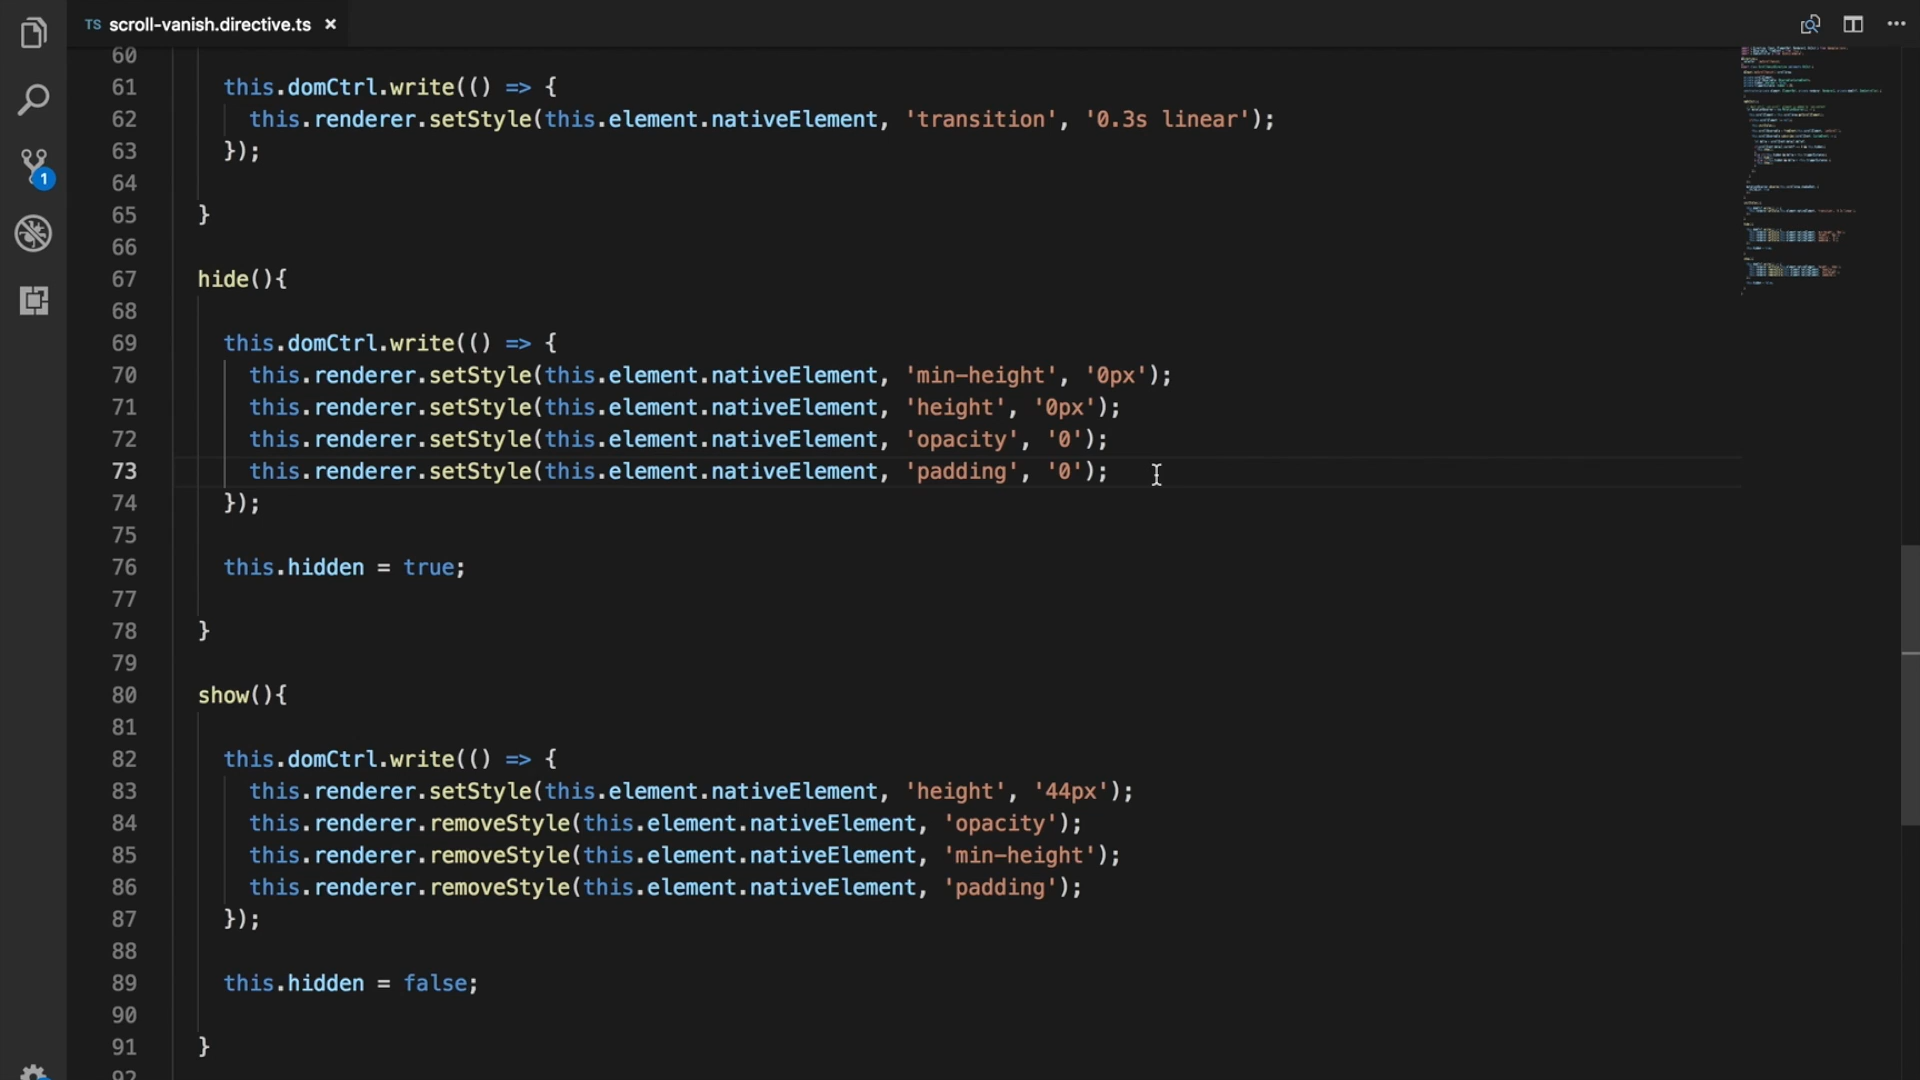 TS scroll-vanish.directive.ts ×
60
61 this.domCtrl.write(() => {
62 this.renderer.setStyle(this.element.nativeElement, 'transition', '0.3s linear');
63 });
64
65 }
66
67 hide(){
68
69 this.domCtrl.write(() => {
70 this.renderer.setStyle(this.element.nativeElement, 'min-height', '0px');
71 this.renderer.setStyle(this.element.nativeElement, 'height', '0px');
72 this.renderer.setStyle(this.element.nativeElement, 'opacity', '0');
73 this.renderer.setStyle(this.element.nativeElement, 'padding', '0');
74 });
75
76 this.hidden = true;
77
78 }
79
80 show(){
81
82 this.domCtrl.write(() => {
83 this.renderer.setStyle(this.element.nativeElement, 'height', '44px');
84 this.renderer.removeStyle(this.element.nativeElement, 'opacity');
85 this.renderer.removeStyle(this.element.nativeElement, 'min-height');
86 this.renderer.removeStyle(this.element.nativeElement, 'padding');
87 });
88
89 this.hidden = false;
90
91 }
92
1